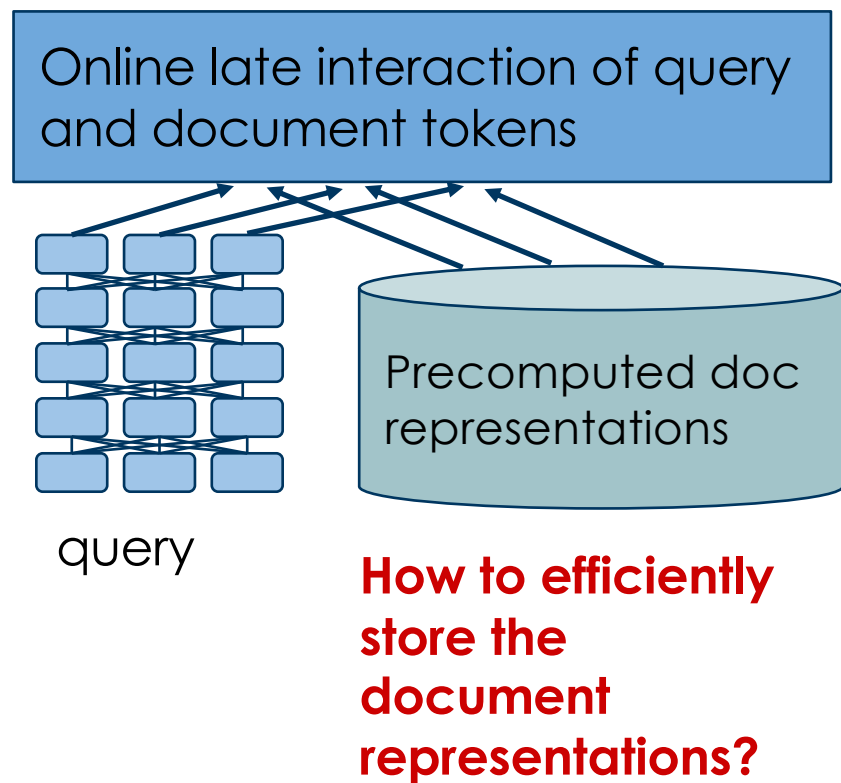 Online late interaction of query
and document tokens
Precomputed doc
representations
query
How to efficiently
store the
document
representations?